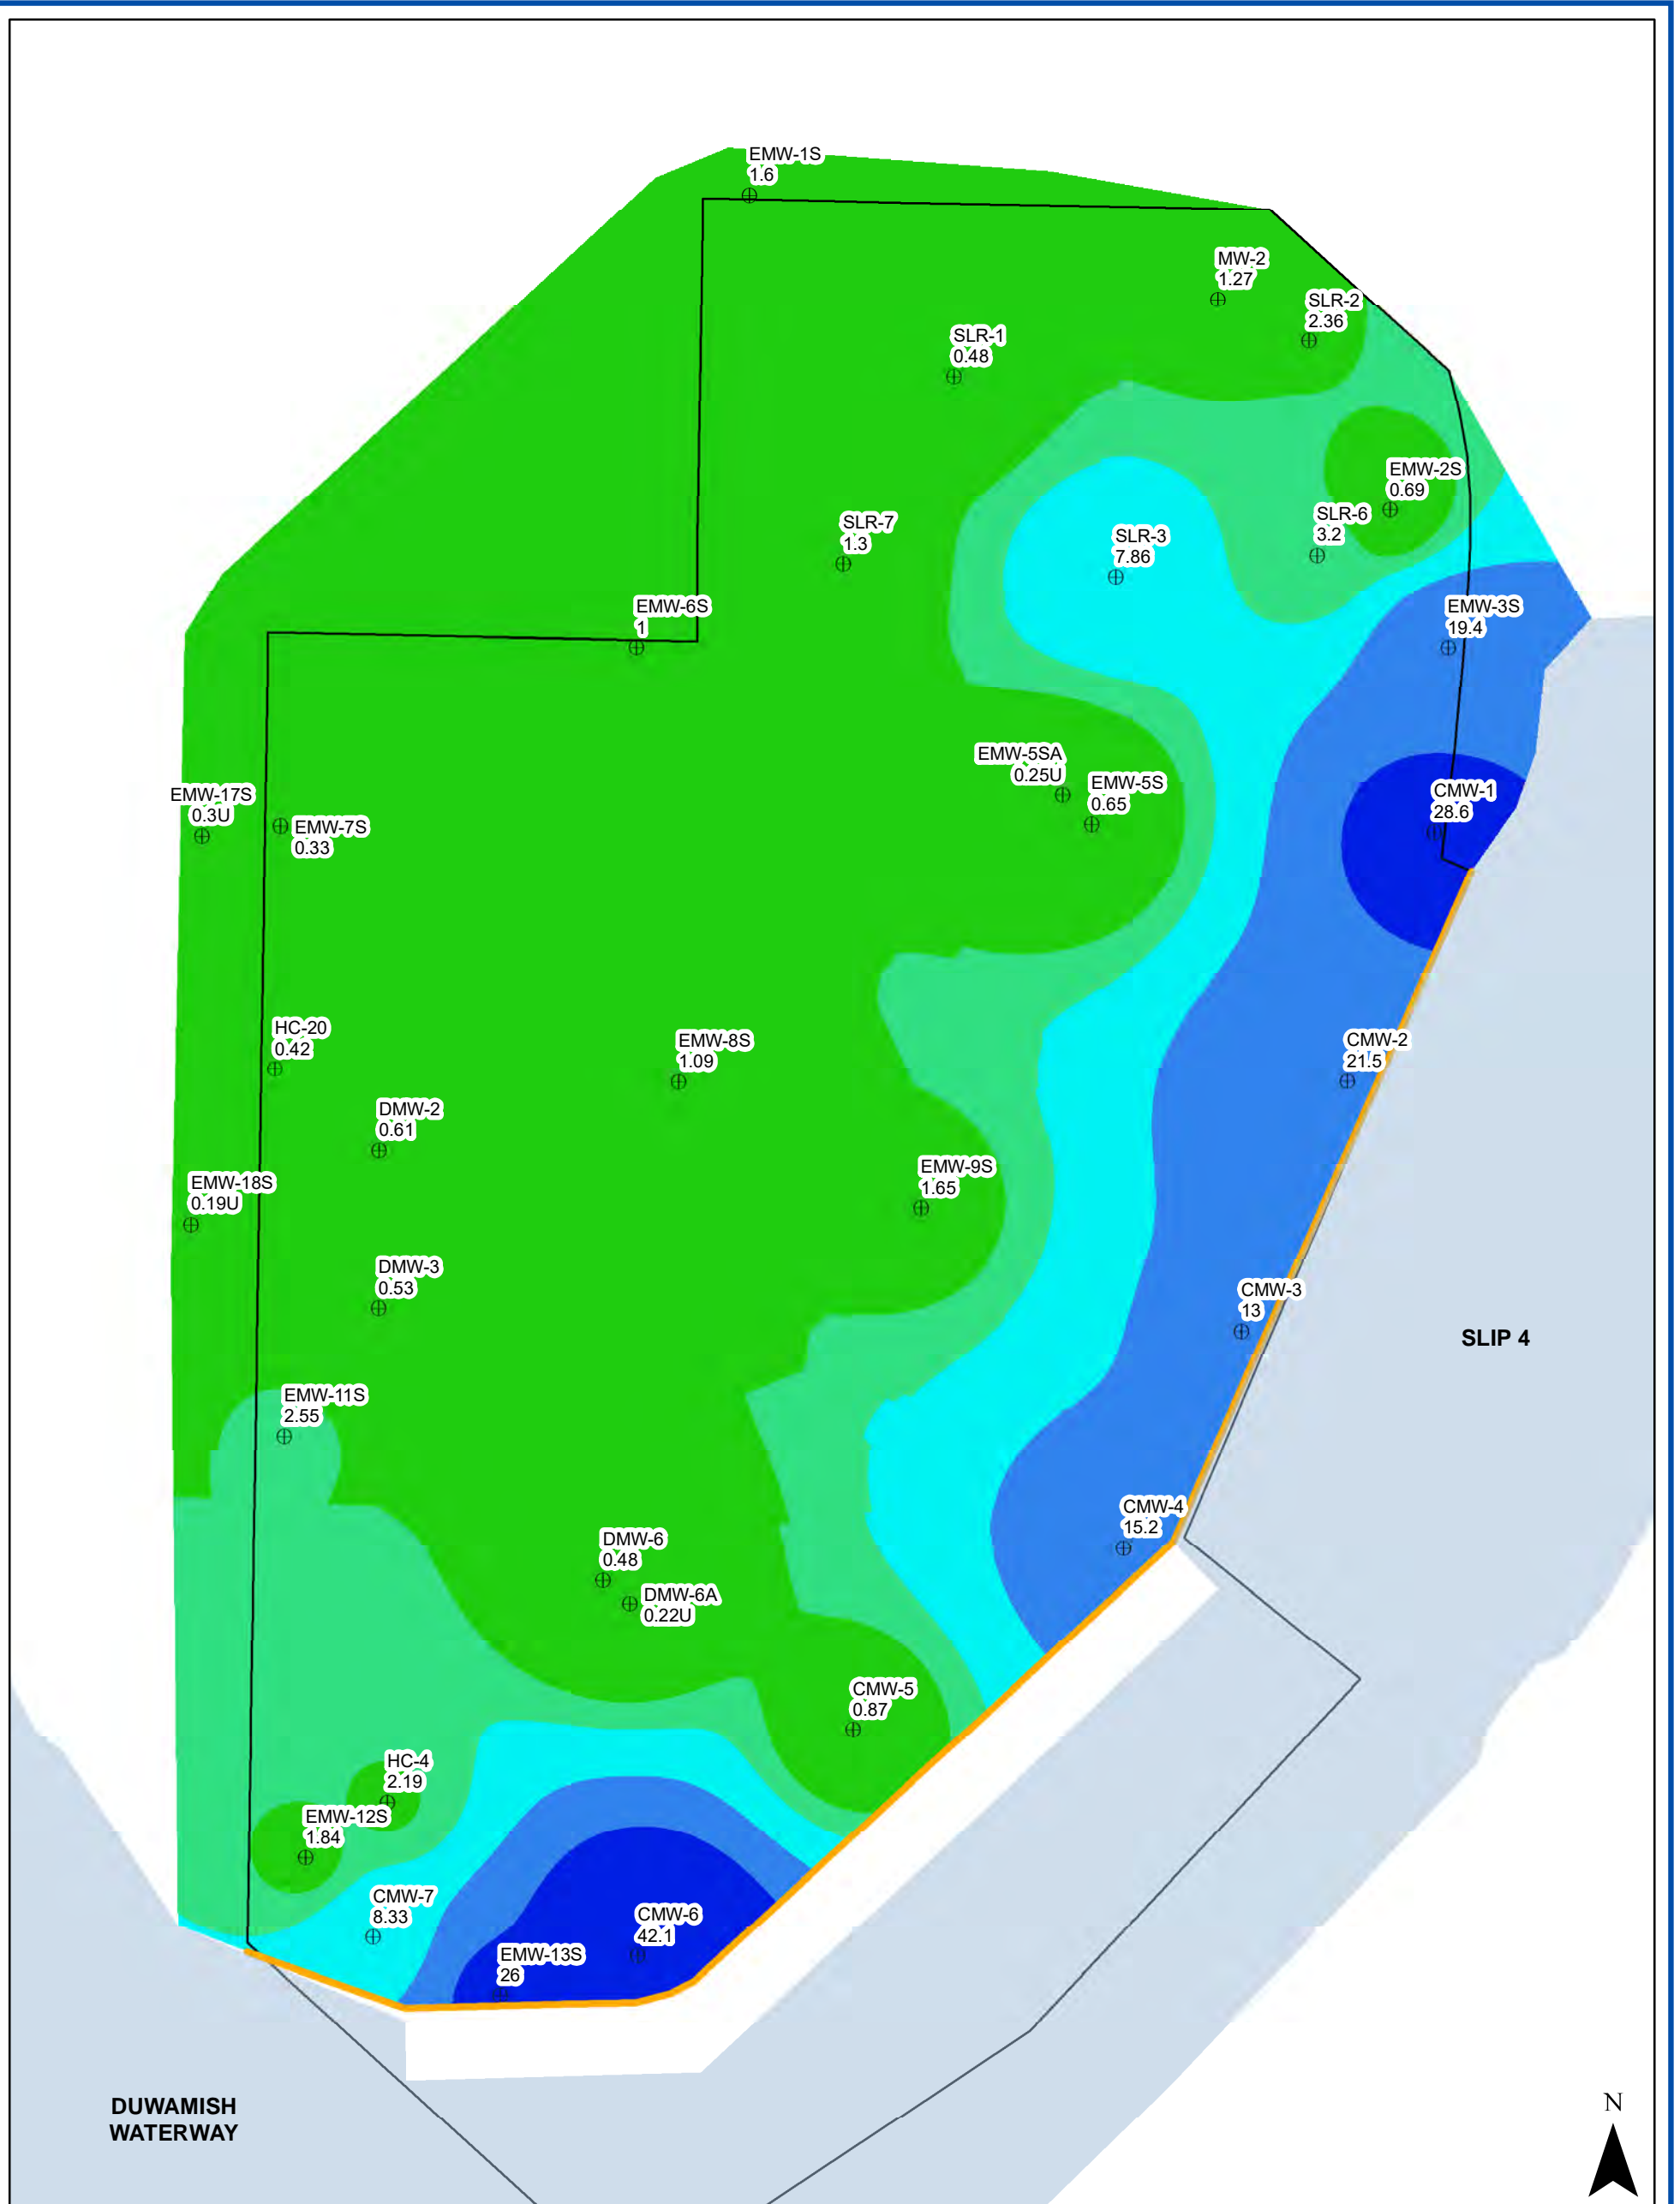 EMW-1S
1.6
MW-2
1.27
SLR-2
2.36
SLR-1
0.48
EMW-2S
0.69
SLR-7
1.3
SLR-6
3.2
SLR-3
7.86
EMW-6S
1
EMW-3S
19.4
EMW-5SA
0.25U
EMW-5S
0.65
CMW-1
28.6
EMW-17S
0.3U
EMW-7S
0.33
HC-20
0.42
EMW-8S
1.09
CMW-2
21.5
DMW-2
0.61
EMW-9S
1.65
EMW-18S
0.19U
DMW-3
0.53
CMW-3
13
SLIP 4
EMW-11S
2.55
CMW-4
15.2
DMW-6
0.48
DMW-6A
0.22U
CMW-5
0.87
HC-4
2.19
EMW-12S
1.84
CMW-7
8.33
CMW-6
42.1
EMW-13S
26
DUWAMISH
WATERWAY
N